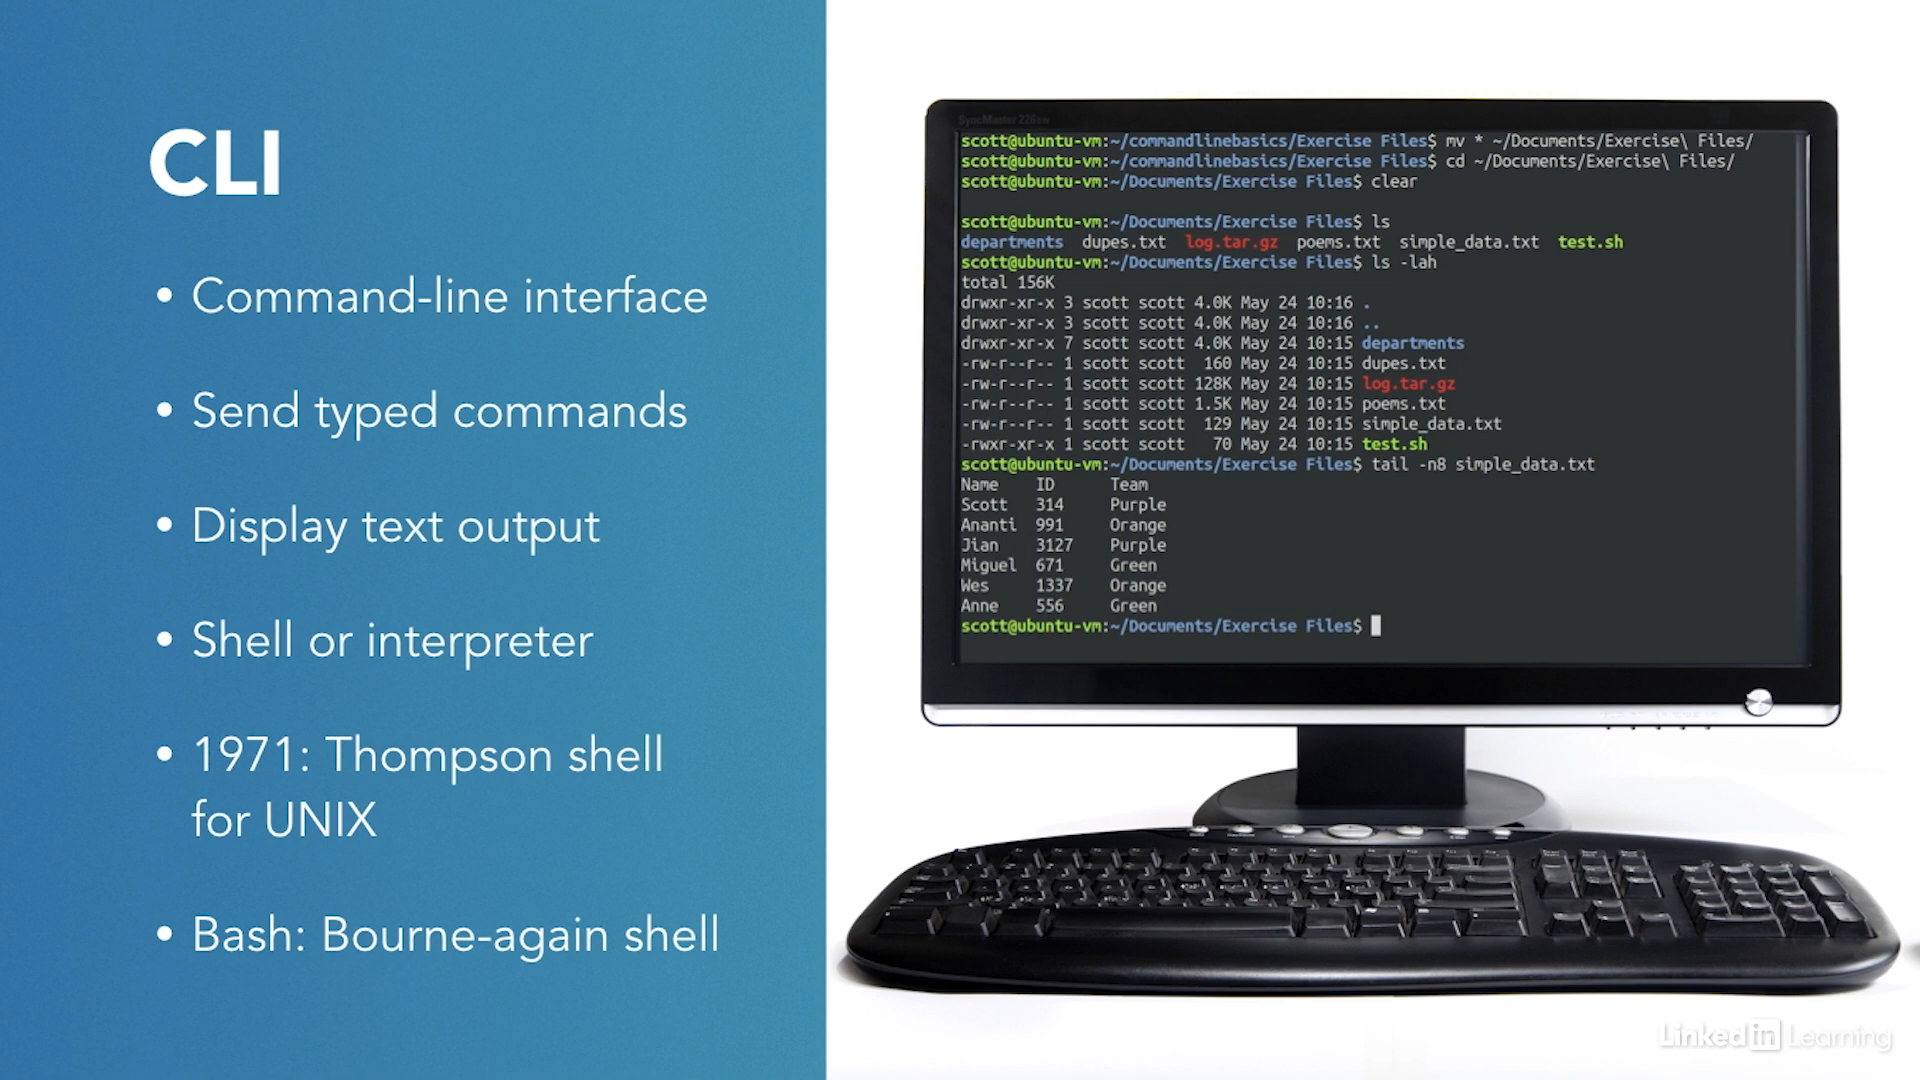 CLI
• Command-line interface
• Send typed commands
• Display text output
• Shell or interpreter
• 1971: Thompson shell
for UNIX
• Bash: Bourne-again shell
SyncMaster 226bw
scott@ubuntu-vm:~/commandlinebasics/Exercise Files$ mv * ~/Documents/Exercise\ Files/
scott@ubuntu-vm:~/commandlinebasics/Exercise Files$ cd ~/Documents/Exercise\ Files/
scott@ubuntu-vm:~/Documents/Exercise Files$ clear
scott@ubuntu-vm:~/Documents/Exercise Files$ ls
departments  dupes.txt  log.tar.gz  poems.txt  simple_data.txt  test.sh
scott@ubuntu-vm:~/Documents/Exercise Files$ ls -lah
total 156K
drwxr-xr-x 3 scott scott 4.0K May 24 10:16 .
drwxr-xr-x 3 scott scott 4.0K May 24 10:16 ..
drwxr-xr-x 7 scott scott 4.0K May 24 10:15 departments
-rw-r--r-- 1 scott scott  160 May 24 10:15 dupes.txt
-rw-r--r-- 1 scott scott 128K May 24 10:15 log.tar.gz
-rw-r--r-- 1 scott scott 1.5K May 24 10:15 poems.txt
-rw-r--r-- 1 scott scott  129 May 24 10:15 simple_data.txt
-rwxr-xr-x 1 scott scott   70 May 24 10:15 test.sh
scott@ubuntu-vm:~/Documents/Exercise Files$ tail -n8 simple_data.txt
Name    ID      Team
Scott   314     Purple
Ananti  991     Orange
Jian    3127    Purple
Miguel  671     Green
Wes     1337    Orange
Anne    556     Green
scott@ubuntu-vm:~/Documents/Exercise Files$
LinkedIn Learning